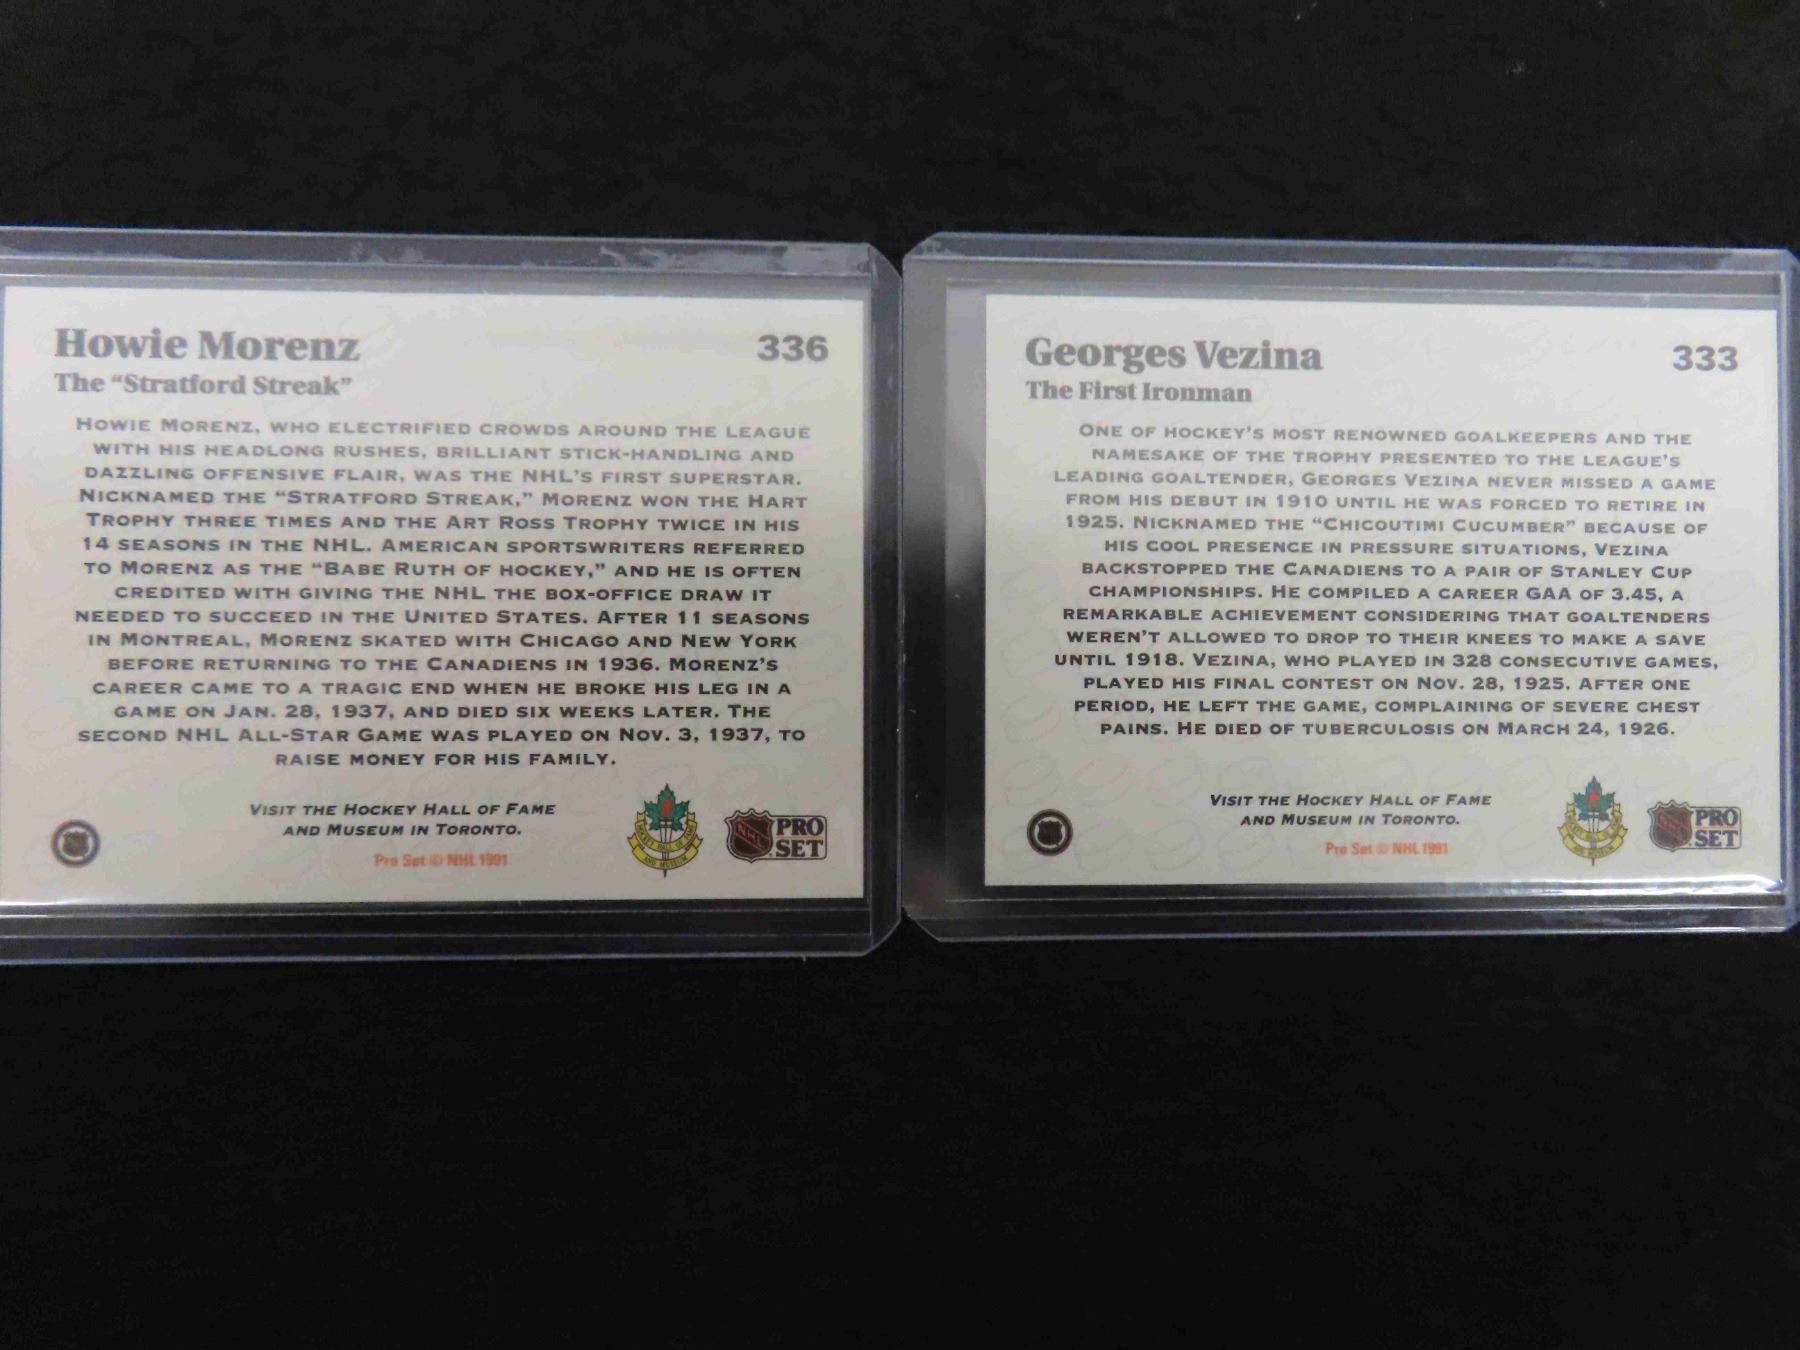 Howie Morenz
336
The “Stratford Streak”
HOWIE MORENZ, WHO ELECTRIFIED CROWDS AROUND THE LEAGUE
WITH HIS HEADLONG RUSHES, BRILLIANT STICK-HANDLING AND
DAZZLING OFFENSIVE FLAIR, WAS THE NHL'S FIRST SUPERSTAR.
NICKNAMED THE “STRATFORD STREAK,” MORENZ WON THE HART
TROPHY THREE TIMES AND THE ART ROSS TROPHY TWICE IN HIS
14 SEASONS IN THE NHL. AMERICAN SPORTSWRITERS REFERRED
TO MORENZ AS THE “BABE RUTH OF HOCKEY,” AND HE IS OFTEN
CREDITED WITH GIVING THE NHL THE BOX-OFFICE DRAW IT
NEEDED TO SUCCEED IN THE UNITED STATES. AFTER 11 SEASONS
IN MONTREAL, MORENZ SKATED WITH CHICAGO AND NEW YORK
BEFORE RETURNING TO THE CANADIENS IN 1936. MORENZ'S
CAREER CAME TO A TRAGIC END WHEN HE BROKE HIS LEG IN A
GAME ON JAN. 28, 1937, AND DIED SIX WEEKS LATER. THE
SECOND NHL ALL-STAR GAME WAS PLAYED ON NOV. 3, 1937, TO
RAISE MONEY FOR HIS FAMILY.
VISIT THE HOCKEY HALL OF FAME
AND MUSEUM IN TORONTO.
Pro Set © NHL 1991
HOCKEY HALL OF FAME
AND MUSEUM
NHL
PRO
SET
Georges Vezina
333
The First Ironman
ONE OF HOCKEY'S MOST RENOWNED GOALKEEPERS AND THE
NAMESAKE OF THE TROPHY PRESENTED TO THE LEAGUE'S
LEADING GOALTENDER, GEORGES VEZINA NEVER MISSED A GAME
FROM HIS DEBUT IN 1910 UNTIL HE WAS FORCED TO RETIRE IN
1925. NICKNAMED THE “CHICOUTIMI CUCUMBER” BECAUSE OF
HIS COOL PRESENCE IN PRESSURE SITUATIONS, VEZINA
BACKSTOPPED THE CANADIENS TO A PAIR OF STANLEY CUP
CHAMPIONSHIPS. HE COMPILED A CAREER GAA OF 3.45, A
REMARKABLE ACHIEVEMENT CONSIDERING THAT GOALTENDERS
WEREN'T ALLOWED TO DROP TO THEIR KNEES TO MAKE A SAVE
UNTIL 1918. VEZINA, WHO PLAYED IN 328 CONSECUTIVE GAMES,
PLAYED HIS FINAL CONTEST ON NOV. 28, 1925. AFTER ONE
PERIOD, HE LEFT THE GAME, COMPLAINING OF SEVERE CHEST
PAINS. HE DIED OF TUBERCULOSIS ON MARCH 24, 1926.
VISIT THE HOCKEY HALL OF FAME
AND MUSEUM IN TORONTO.
Pro Set © NHL 1991
HOCKEY HALL OF FAME
AND MUSEUM
NHL
PRO
SET